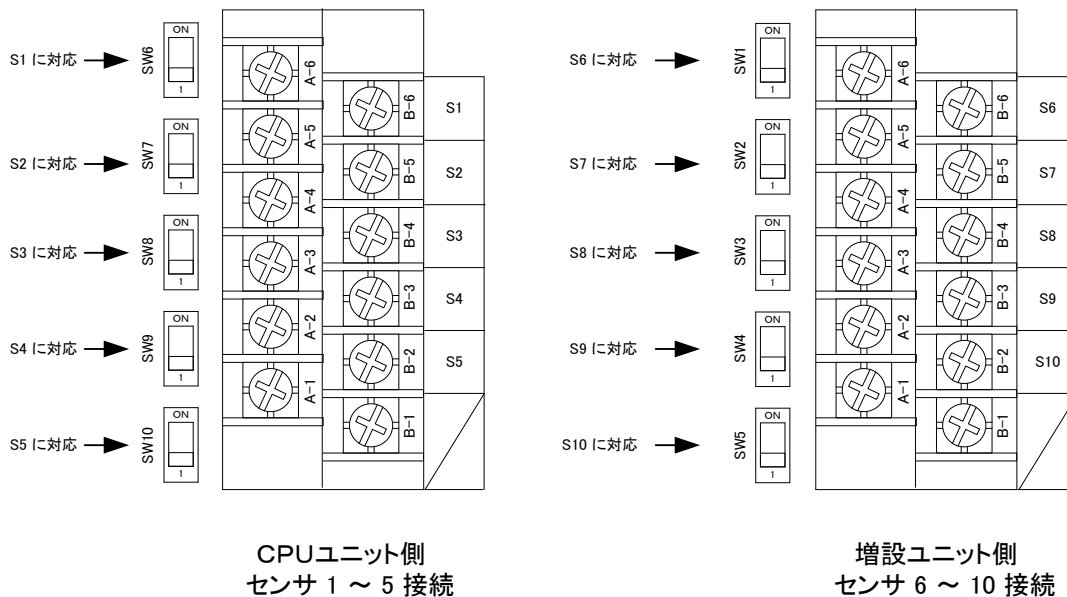 S1 に対応
SW6
ON
1
S2 に対応
SW7
ON
1
S3 に対応
SW8
ON
1
S4 に対応
SW9
ON
1
S5 に対応
SW10
ON
1
A-6
A-5
A-4
A-3
A-2
A-1
B-6
B-5
B-4
B-3
B-2
B-1
S1
S2
S3
S4
S5
CPUユニット側
センサ 1 ～ 5 接続
S6 に対応
SW1
ON
1
S7 に対応
SW2
ON
1
S8 に対応
SW3
ON
1
S9 に対応
SW4
ON
1
S10 に対応
SW5
ON
1
A-6
A-5
A-4
A-3
A-2
A-1
B-6
B-5
B-4
B-3
B-2
B-1
S6
S7
S8
S9
S10
増設ユニット側
センサ 6 ～ 10 接続